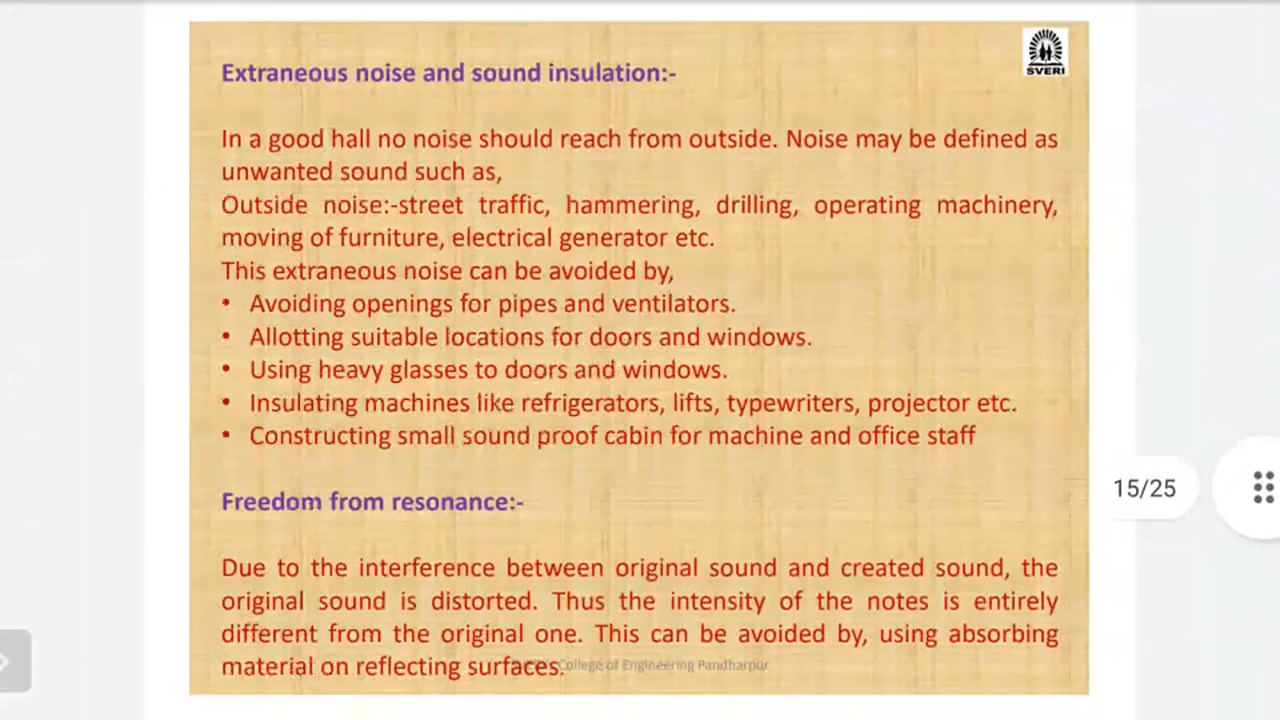 SVERI
Extraneous noise and sound insulation:-
In a good hall no noise should reach from outside. Noise may be defined as
unwanted sound such as,
Outside noise:-street traffic, hammering, drilling, operating machinery,
moving of furniture, electrical generator etc.
This extraneous noise can be avoided by,
• Avoiding openings for pipes and ventilators.
• Allotting suitable locations for doors and windows.
• Using heavy glasses to doors and windows.
• Insulating machines like refrigerators, lifts, typewriters, projector etc.
• Constructing small sound proof cabin for machine and office staff
15/25
Freedom from resonance:-
Due to the interference between original sound and created sound, the
original sound is distorted. Thus the intensity of the notes is entirely
different from the original one. This can be avoided by, using absorbing
material on reflecting surfaces.
College of Engineering Pandharpur